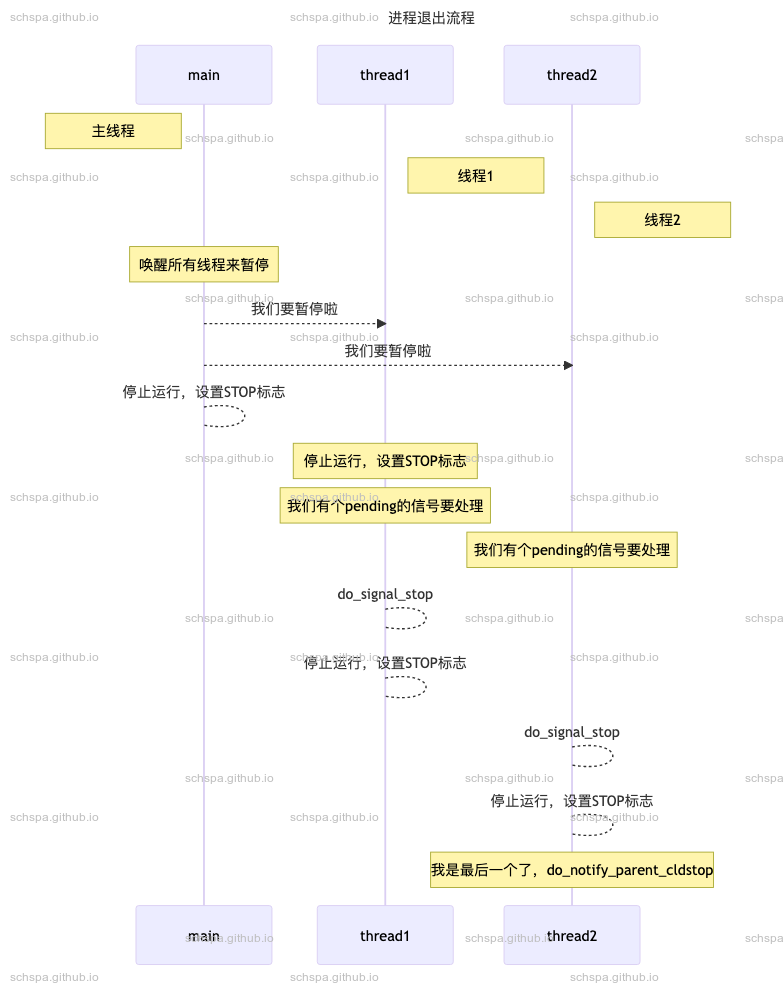 进程退出流程
main
thread1
thread2
主线程
线程1
线程2
唤醒所有线程来暂停
我们要暂停啦
我们要暂停啦
停止运行，设置STOP标志
停止运行，设置STOP标志
我们有个pending的信号要处理
我们有个pending的信号要处理
do_signal_stop
停止运行，设置STOP标志
do_signal_stop
停止运行，设置STOP标志
我是最后一个了，do_notify_parent_cldstop
main
thread1
thread2
schspa.github.io